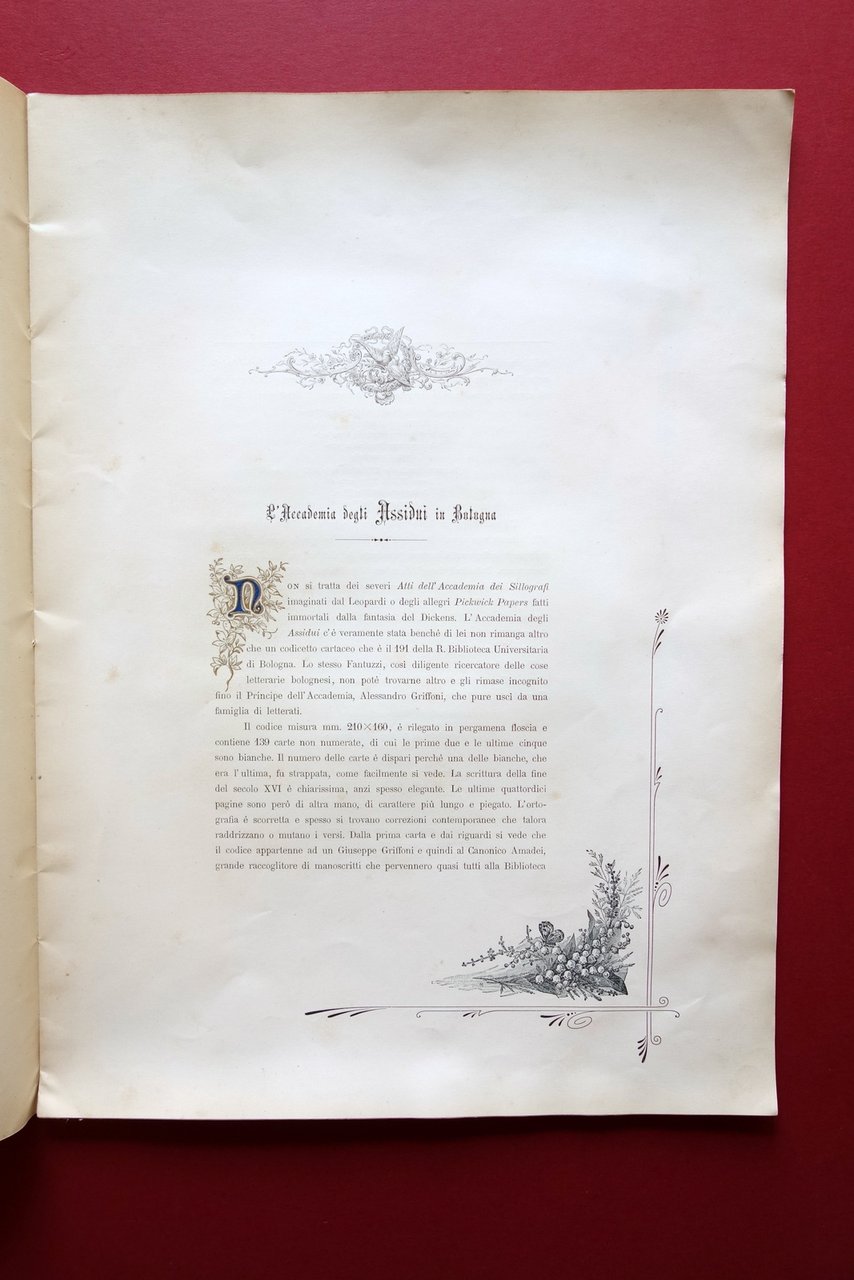 L'Accademia degli Assidui in Bologna
NON si tratta dei severi Atti dell'Accademia dei Sillografi
imaginati dal Leopardi o degli allegri Pickwick Papers fatti
immortali dalla fantasia del Dickens. L'Accademia degli
Assidui c'é veramente stata benché di lei non rimanga altro
che un codicetto cartaceo che é il 191 della R. Biblioteca Universitaria
di Bologna. Lo stesso Fantuzzi, cosi diligente ricercatore delle cose
letterarie bolognesi, non poté trovarne altro e gli rimase incognito
fino il Principe dell'Accademia, Alessandro Griffoni, che pure usci da una
famiglia di letterati.
Il codice misura mm. 210×160, é rilegato in pergamena floscia e
contiene 139 carte non numerate, di cui le prime due e le ultime cinque
sono bianche. Il numero delle carte é dispari perché una delle bianche, che
era l'ultima, fu strappata, come facilmente si vede. La scrittura della fine
del secolo XVI é chiarissima, anzi spesso elegante. Le ultime quattordici
pagine sono peró di altra mano, di carattere più lungo e piegato. L'orto-
grafia é scorretta e spesso si trovano correzioni contemporanee che talora
raddrizzano o mutano i versi. Dalla prima carta e dai riguardi si vede che
il codice appartenne ad un Giuseppe Griffoni e quindi al Canonico Amadei,
grande raccoglitore di manoscritti che pervennero quasi tutti alla Biblioteca